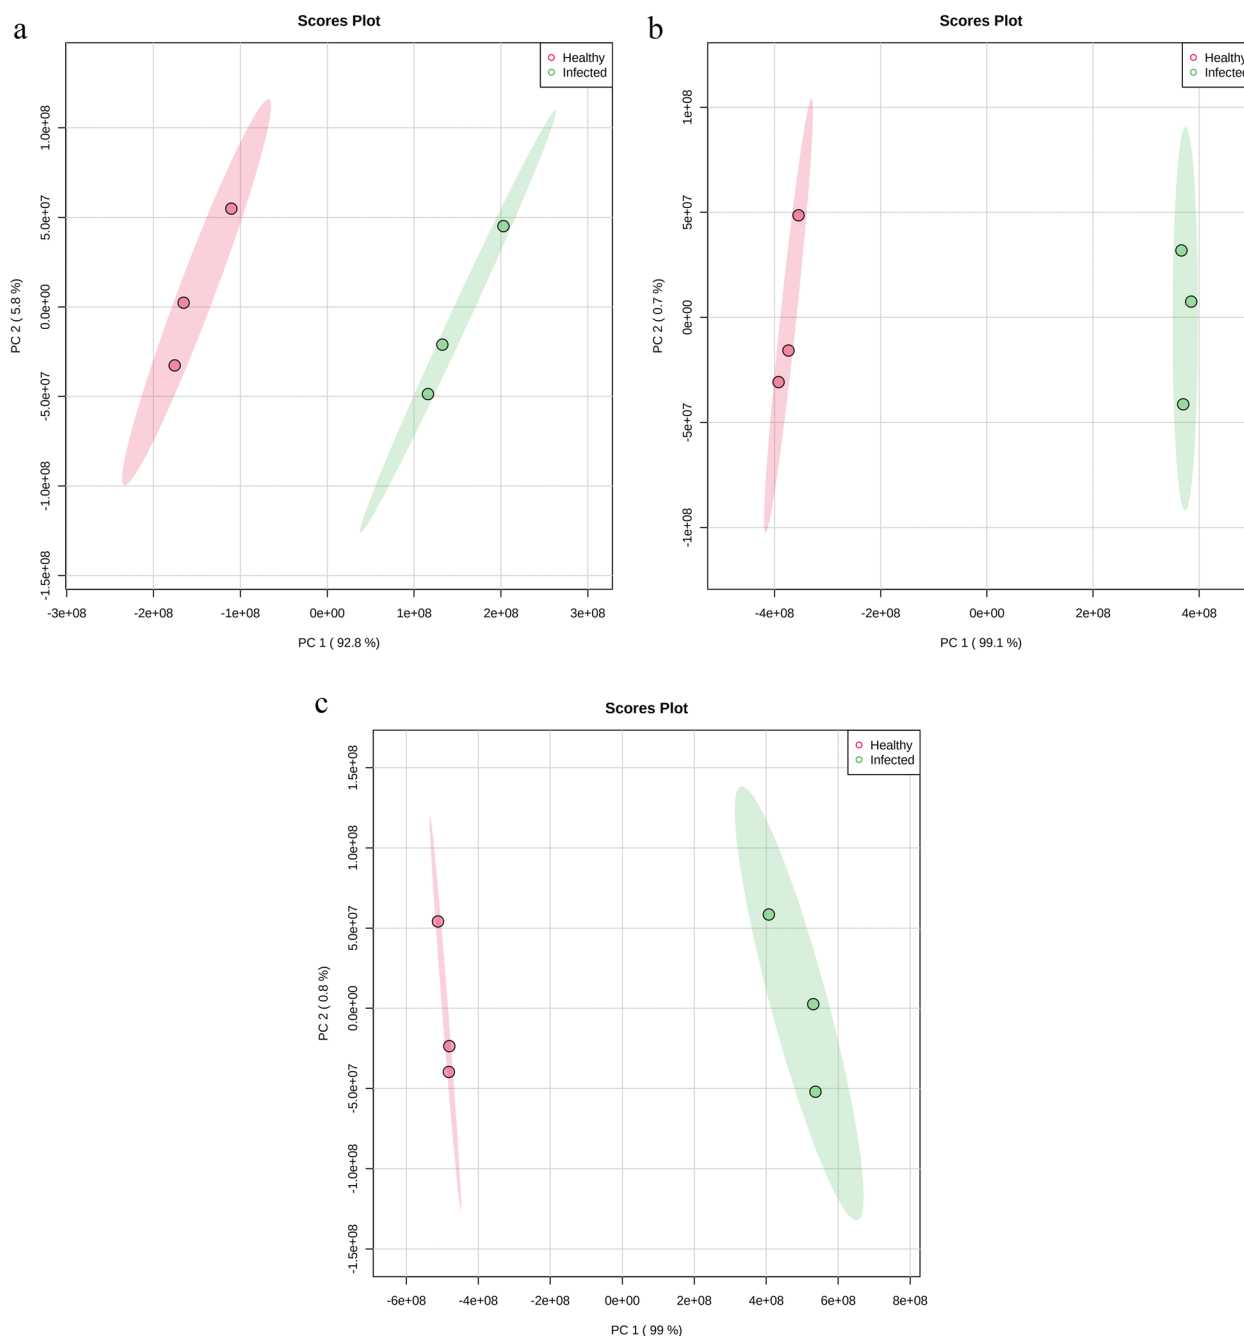 a
Scores Plot
Healthy
Infected
1.0e+08
5.0e+07
0.0e+00
-5.0e+07
-1.0e+08
-1.5e+08
PC 2 ( 5.8 %)
-3e+08 -2e+08 -1e+08 0e+00 1e+08 2e+08 3e+08
PC 1 ( 92.8 %)
b
Scores Plot
Healthy
Infected
1e+08
5e+07
0e+00
-5e+07
-1e+08
PC 2 ( 0.7 %)
-4e+08 -2e+08 0e+00 2e+08 4e+08
PC 1 ( 99.1 %)
c
Scores Plot
Healthy
Infected
1.5e+08
1.0e+08
5.0e+07
0.0e+00
-5.0e+07
-1.0e+08
-1.5e+08
PC 2 ( 0.8 %)
-6e+08 -4e+08 -2e+08 0e+00 2e+08 4e+08 6e+08 8e+08
PC 1 ( 99 %)